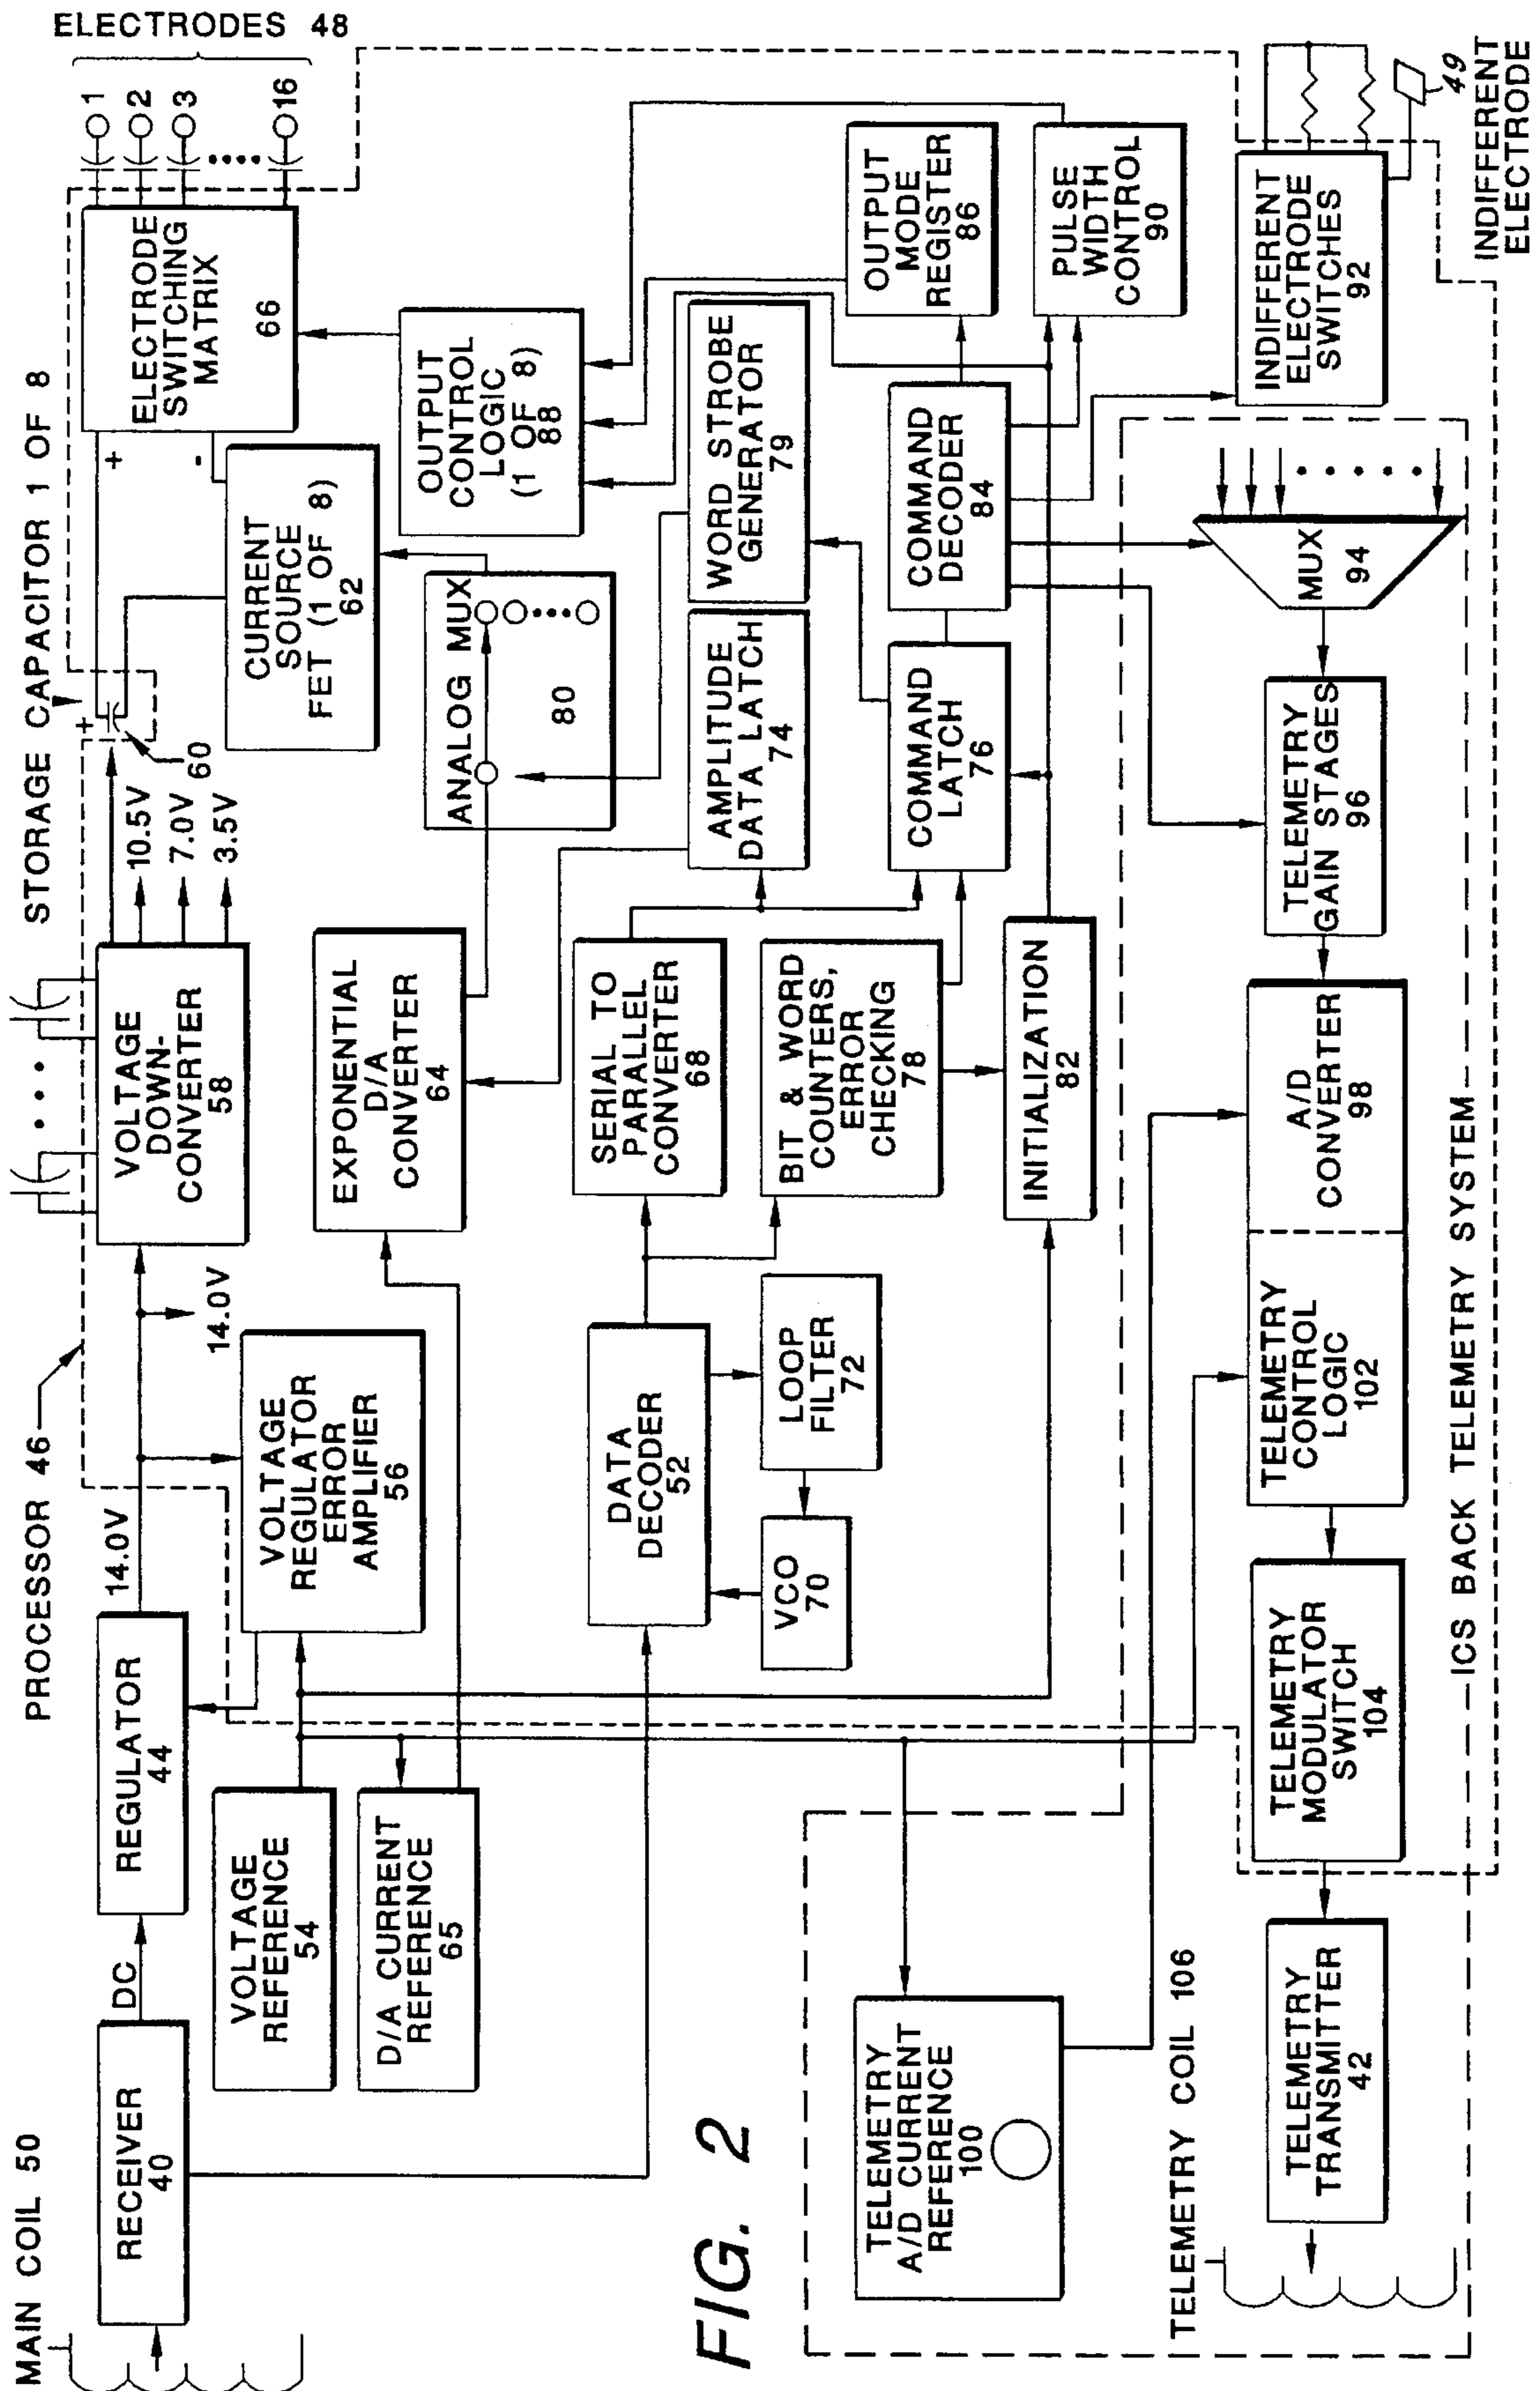 MAIN COIL 50
RECEIVER
40
DC
REGULATOR
44
14.0V
PROCESSOR 46
14.0V
VOLTAGE
DOWN-
CONVERTER
58
10.5V
7.0V
3.5V
STORAGE CAPACITOR 1 OF 8
+
60
+
-
ELECTRODE
SWITCHING
MATRIX
66
ELECTRODES 48
1
2
3
16
VOLTAGE
REFERENCE
54
VOLTAGE
REGULATOR
ERROR
AMPLIFIER
56
CURRENT
SOURCE
FET (1 OF 8)
62
D/A CURRENT
REFERENCE
65
EXPONENTIAL
D/A
CONVERTER
64
ANALOG MUX
80
OUTPUT
CONTROL
LOGIC
(1 OF 8)
88
DATA
DECODER
52
SERIAL TO
PARALLEL
CONVERTER
68
AMPLITUDE
DATA LATCH
74
WORD STROBE
GENERATOR
79
OUTPUT
MODE
REGISTER
86
VCO
70
LOOP
FILTER
72
BIT & WORD
COUNTERS,
ERROR
CHECKING
78
COMMAND
LATCH
76
COMMAND
DECODER
84
PULSE
WIDTH
CONTROL
90
INITIALIZATION
82
FIG. 2
TELEMETRY
A/D CURRENT
REFERENCE
100
TELEMETRY COIL 106
TELEMETRY
TRANSMITTER
42
TELEMETRY
MODULATOR
SWITCH
104
TELEMETRY
CONTROL
LOGIC
102
A/D
CONVERTER
98
TELEMETRY
GAIN STAGES
96
MUX
94
INDIFFERENT
ELECTRODE
SWITCHES
92
49
INDIFFERENT
ELECTRODE
ICS BACK TELEMETRY SYSTEM